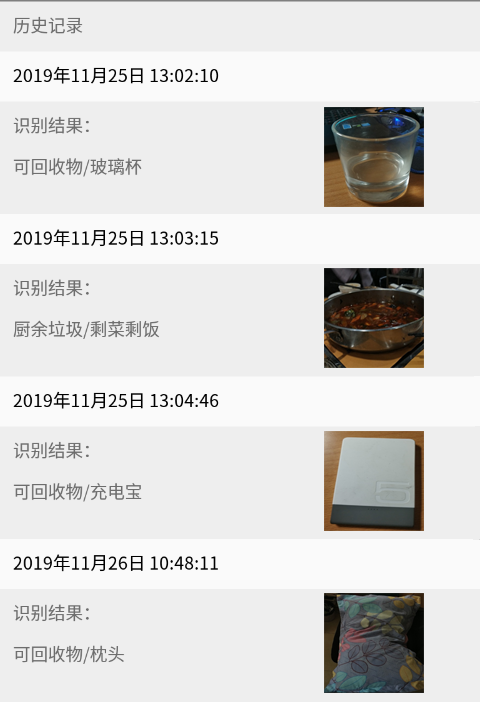 历史记录
2019年11月25日 13:02:10
识别结果：
可回收物/玻璃杯
2019年11月25日 13:03:15
识别结果：
厨余垃圾/剩菜剩饭
2019年11月25日 13:04:46
识别结果：
可回收物/充电宝
2019年11月26日 10:48:11
识别结果：
可回收物/枕头